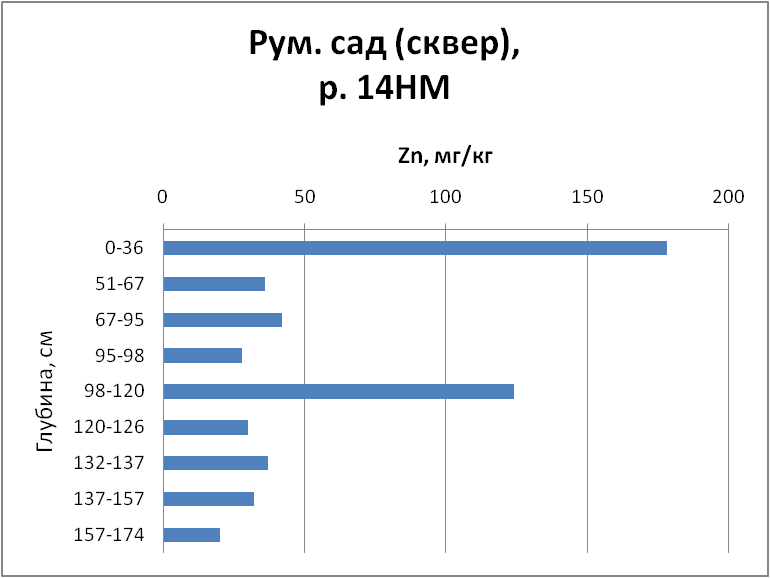 Рум. сад (сквер),
р. 14НМ
Zn, мг/кг
0 50 100 150 200
Глубина, см
0-36
51-67
67-95
95-98
98-120
120-126
132-137
137-157
157-174